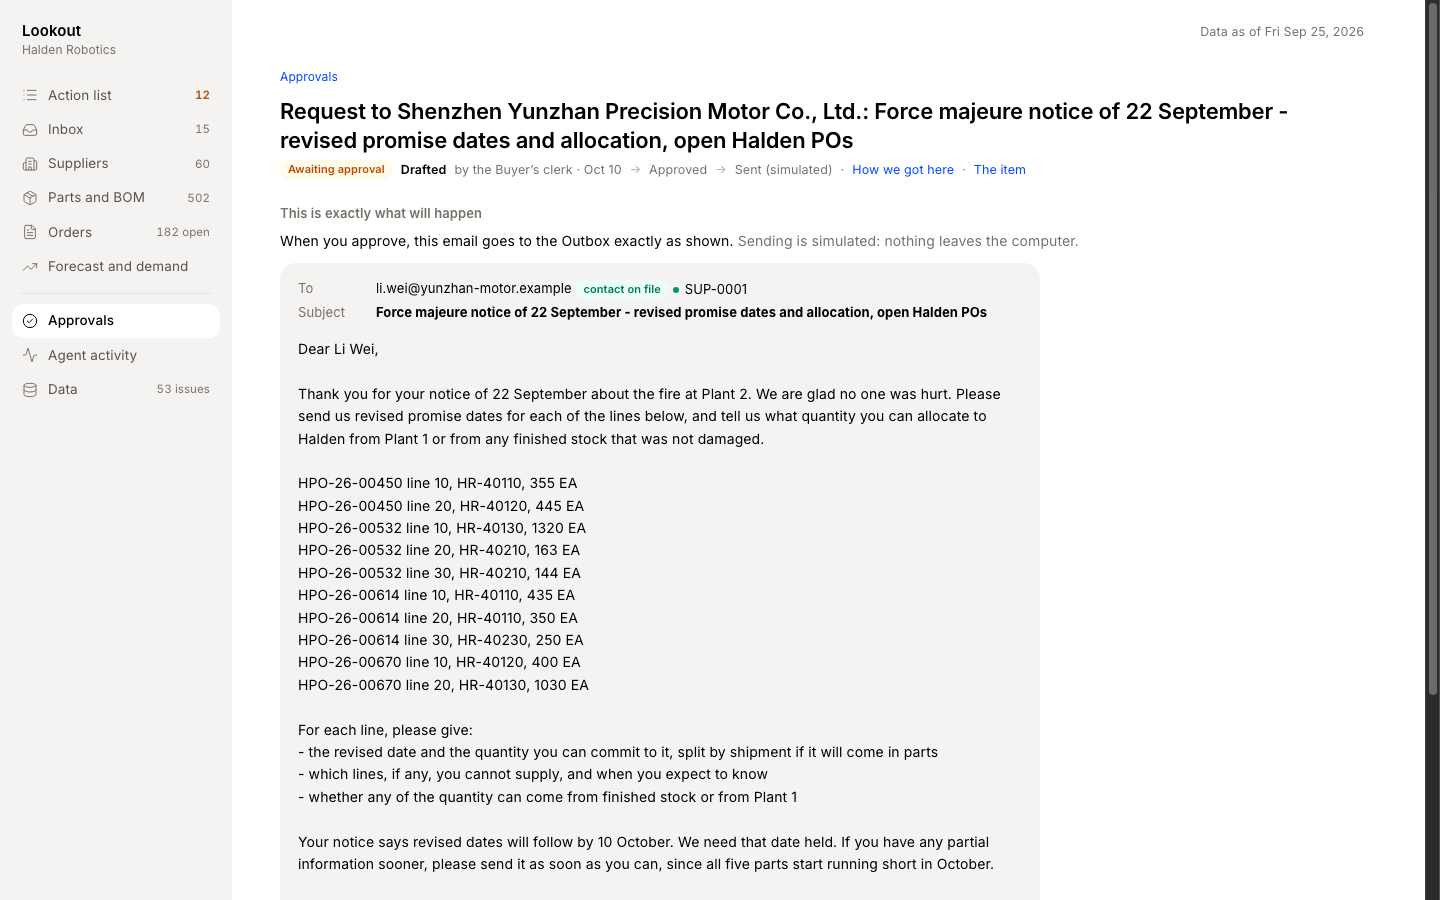 Lookout
Halden Robotics
Action list 12
Inbox 15
Suppliers 60
Parts and BOM 502
Orders 182 open
Forecast and demand
Approvals
Agent activity
Data 53 issues
Data as of Fri Sep 25, 2026
Approvals
Request to Shenzhen Yunzhan Precision Motor Co., Ltd.: Force majeure notice of 22 September -
revised promise dates and allocation, open Halden POs
Awaiting approval Drafted by the Buyer’s clerk · Oct 10 → Approved → Sent (simulated) · How we got here · The item
This is exactly what will happen
When you approve, this email goes to the Outbox exactly as shown. Sending is simulated: nothing leaves the computer.
To li.wei@yunzhan-motor.example contact on file SUP-0001
Subject Force majeure notice of 22 September - revised promise dates and allocation, open Halden POs
Dear Li Wei,
Thank you for your notice of 22 September about the fire at Plant 2. We are glad no one was hurt. Please
send us revised promise dates for each of the lines below, and tell us what quantity you can allocate to
Halden from Plant 1 or from any finished stock that was not damaged.
HPO-26-00450 line 10, HR-40110, 355 EA
HPO-26-00450 line 20, HR-40120, 445 EA
HPO-26-00532 line 10, HR-40130, 1320 EA
HPO-26-00532 line 20, HR-40210, 163 EA
HPO-26-00532 line 30, HR-40210, 144 EA
HPO-26-00614 line 10, HR-40110, 435 EA
HPO-26-00614 line 20, HR-40110, 350 EA
HPO-26-00614 line 30, HR-40230, 250 EA
HPO-26-00670 line 10, HR-40120, 400 EA
HPO-26-00670 line 20, HR-40130, 1030 EA
For each line, please give:
- the revised date and the quantity you can commit to it, split by shipment if it will come in parts
- which lines, if any, you cannot supply, and when you expect to know
- whether any of the quantity can come from finished stock or from Plant 1
Your notice says revised dates will follow by 10 October. We need that date held. If you have any partial
information sooner, please send it as soon as you can, since all five parts start running short in October.